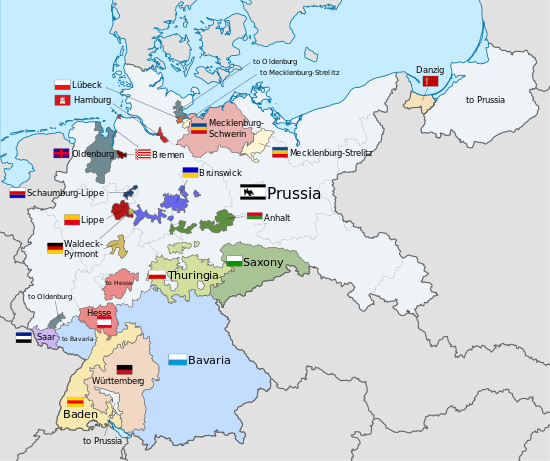 to Oldenburg
to Mecklenburg-Strelitz
Danzig
Lübeck
Hamburg
to Prussia
Mecklenburg-
Schwerin
Oldenburg
Bremen
Mecklenburg-Strelitz
Brunswick
Schaumburg-Lippe
Prussia
Lippe
Anhalt
Waldeck-
Pyrmont
Saxony
Thuringia
to Hesse
to Oldenburg
Hesse
Saar
to Bavaria
Bavaria
Württemberg
Baden
to Prussia